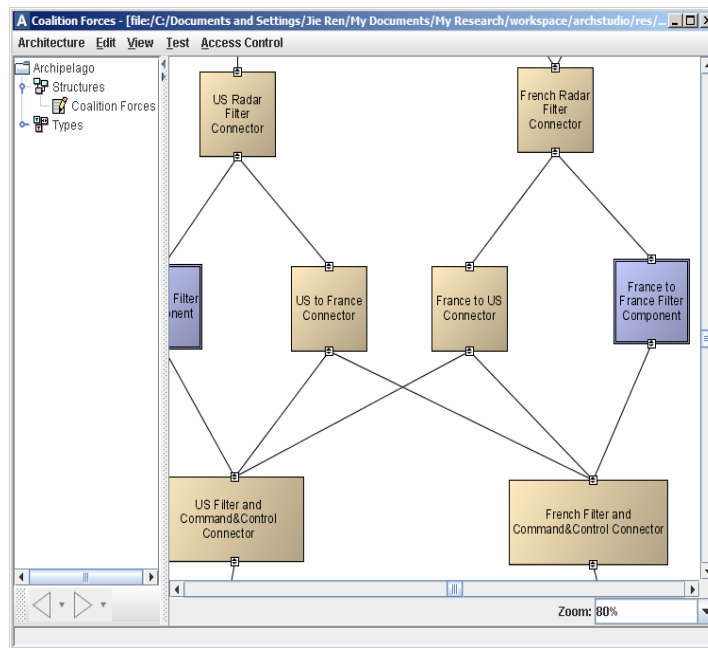 A Coalition Forces - [file:/C:/Documents and Settings/Jie Ren/My Documents/My Research/workspace/archstudio/res/...
Architecture Edit View Test Access Control
Archipelago
Structures
Coalition Forces
Types
US Radar
Filter
Connector
French Radar
Filter
Connector
Filter
nent
US to France
Connector
France to US
Connector
France to
France Filter
Component
US Filter and
Command&Control
Connector
French Filter and
Command&Control Connector
Zoom: 80%